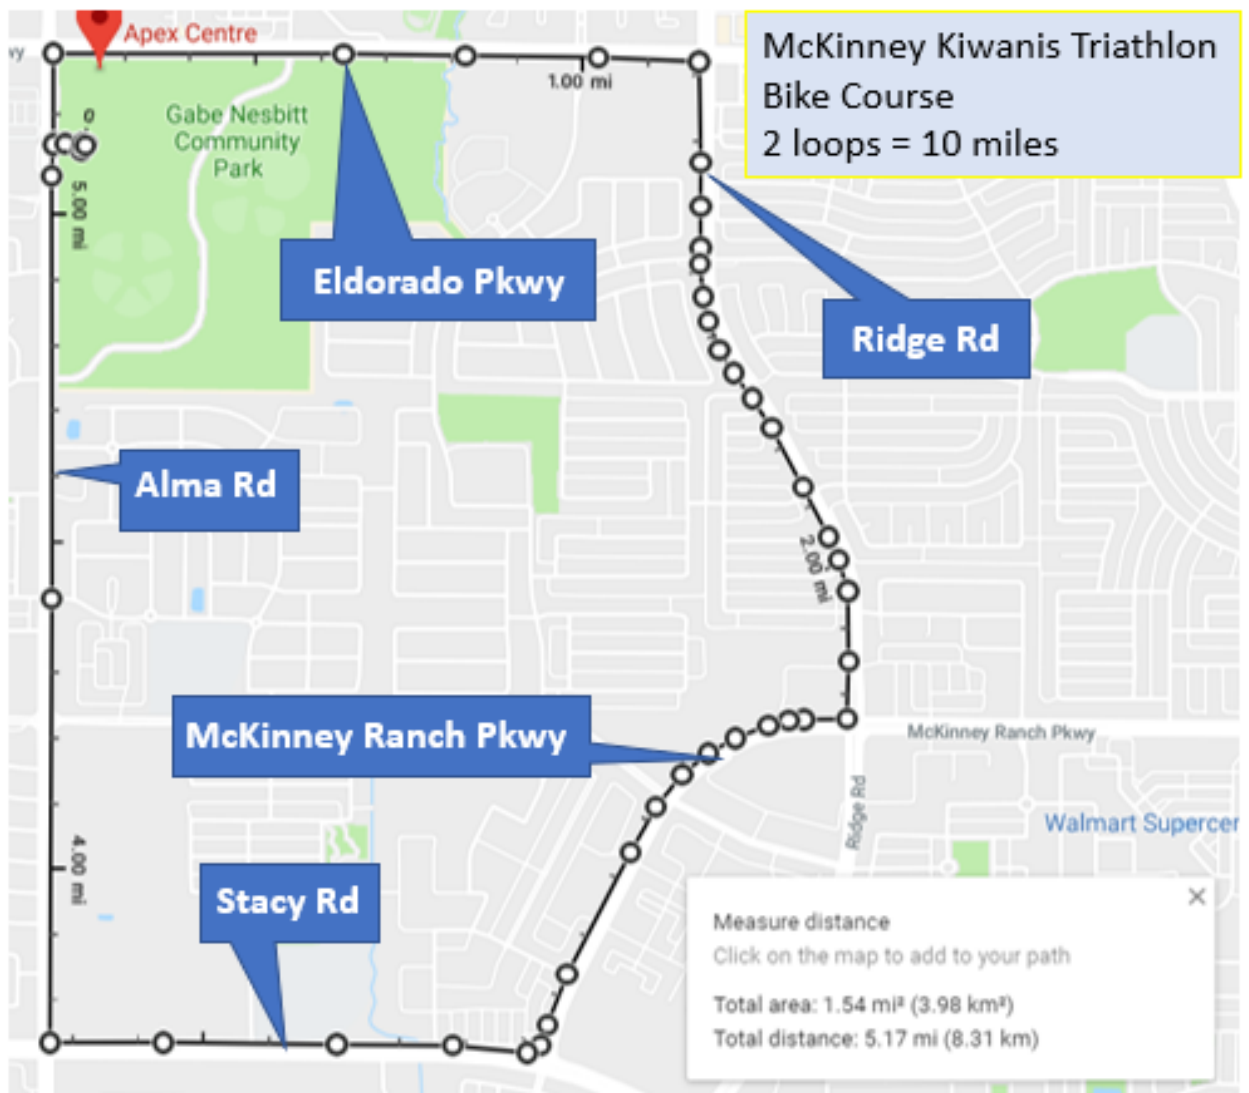 Apex Centre
McKinney Kiwanis Triathlon
Bike Course
2 loops = 10 miles
1.00 mi
Gabe Nesbitt
Community
Park
5.00 mi
Eldorado Pkwy
Ridge Rd
Alma Rd
2.00 mi
McKinney Ranch Pkwy
McKinney Ranch Pkwy
Ridge Rd
Walmart Supercer
4.00 mi
Stacy Rd
Measure distance
Click on the map to add to your path
Total area: 1.54 mi² (3.98 km²)
Total distance: 5.17 mi (8.31 km)